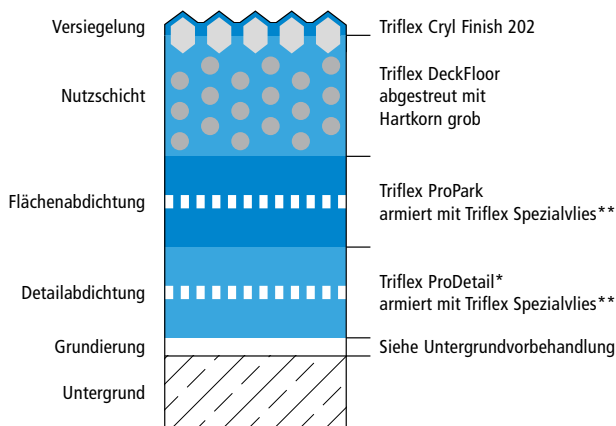 Versiegelung
Triflex Cryl Finish 202
Nutzschicht
Triflex DeckFloor
abgestreut mit
Hartkorn grob
Flächenabdichtung
Triflex ProPark
armiert mit Triflex Spezialvlies**
Detailabdichtung
Triflex ProDetail*
armiert mit Triflex Spezialvlies**
Grundierung
Siehe Untergrundvorbehandlung
Untergrund